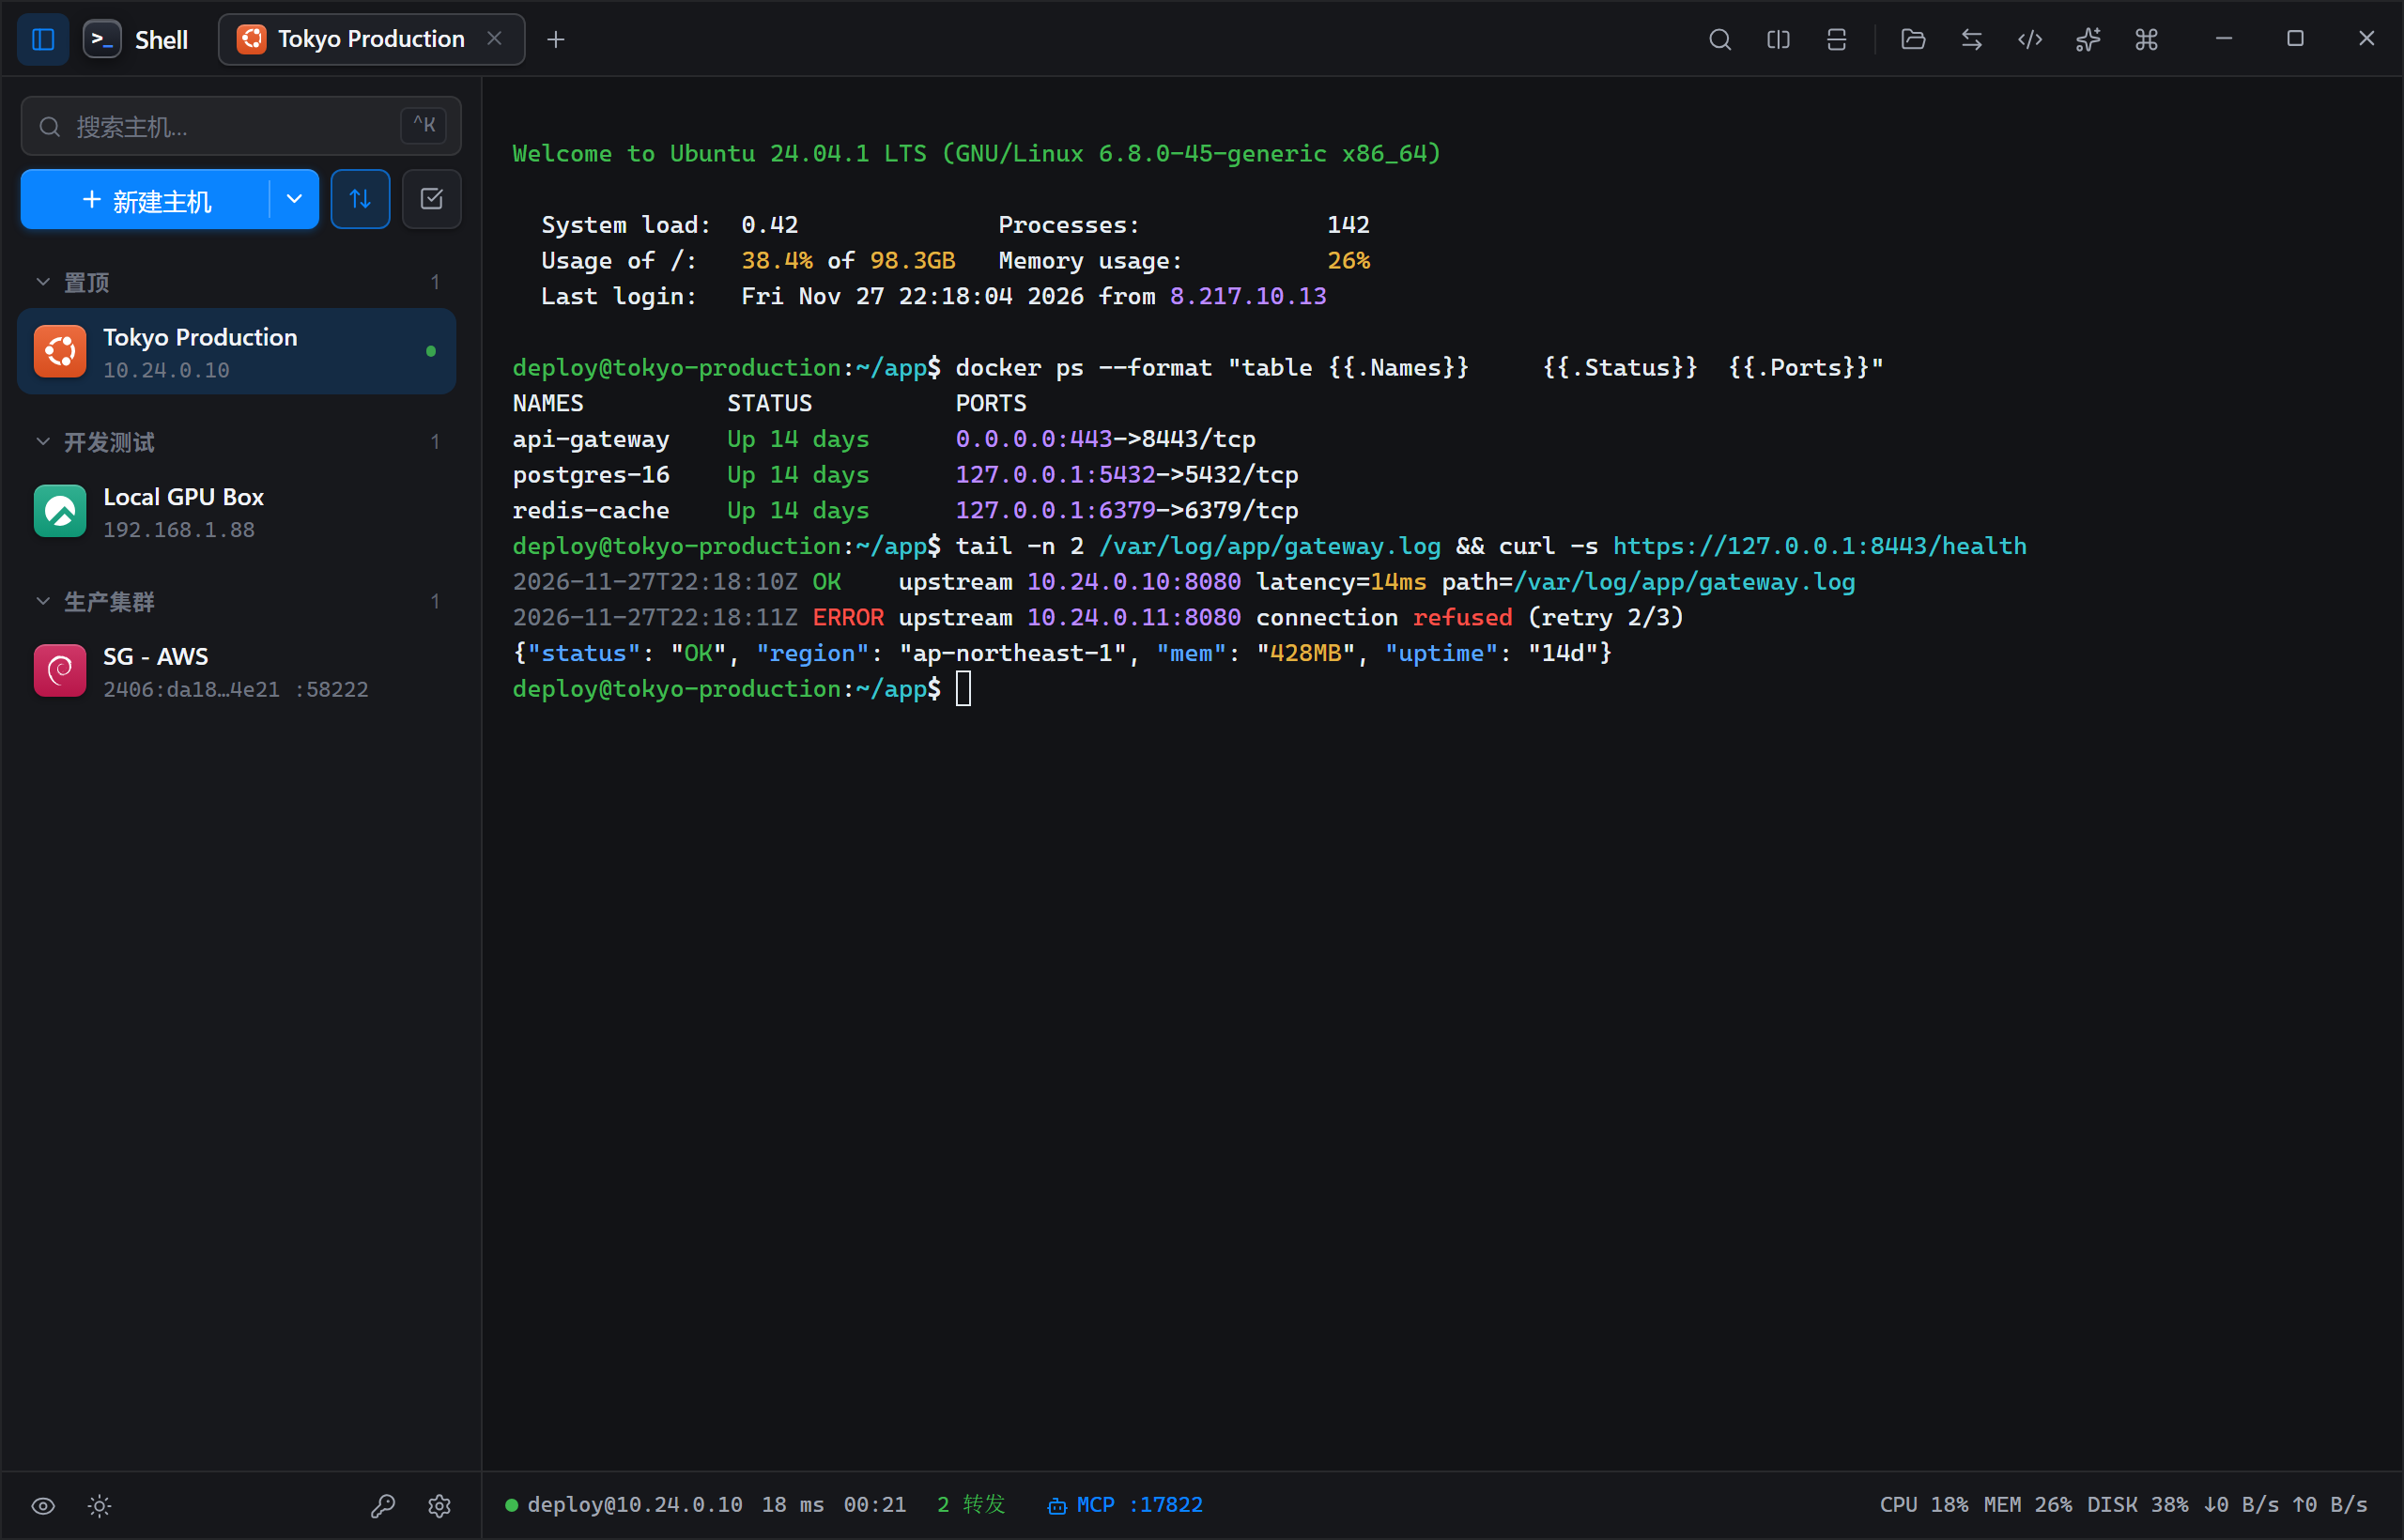 >_ Shell Tokyo Production
搜索主机... ^K
新建主机
置顶 1
Tokyo Production
10.24.0.10
开发测试 1
Local GPU Box
192.168.1.88
生产集群 1
SG - AWS
2406:da18…4e21 :58222
Welcome to Ubuntu 24.04.1 LTS (GNU/Linux 6.8.0-45-generic x86_64)
System load: 0.42 Processes: 142
Usage of /: 38.4% of 98.3GB Memory usage: 26%
Last login: Fri Nov 27 22:18:04 2026 from 8.217.10.13
deploy@tokyo-production:~/app$ docker ps --format "table {{.Names}} {{.Status}} {{.Ports}}"
NAMES STATUS PORTS
api-gateway Up 14 days 0.0.0.0:443->8443/tcp
postgres-16 Up 14 days 127.0.0.1:5432->5432/tcp
redis-cache Up 14 days 127.0.0.1:6379->6379/tcp
deploy@tokyo-production:~/app$ tail -n 2 /var/log/app/gateway.log && curl -s https://127.0.0.1:8443/health
2026-11-27T22:18:10Z OK upstream 10.24.0.10:8080 latency=14ms path=/var/log/app/gateway.log
2026-11-27T22:18:11Z ERROR upstream 10.24.0.11:8080 connection refused (retry 2/3)
{"status": "OK", "region": "ap-northeast-1", "mem": "428MB", "uptime": "14d"}
deploy@tokyo-production:~/app$
deploy@10.24.0.10 18 ms 00:21 2 转发 MCP :17822 CPU 18% MEM 26% DISK 38% ↓0 B/s ↑0 B/s